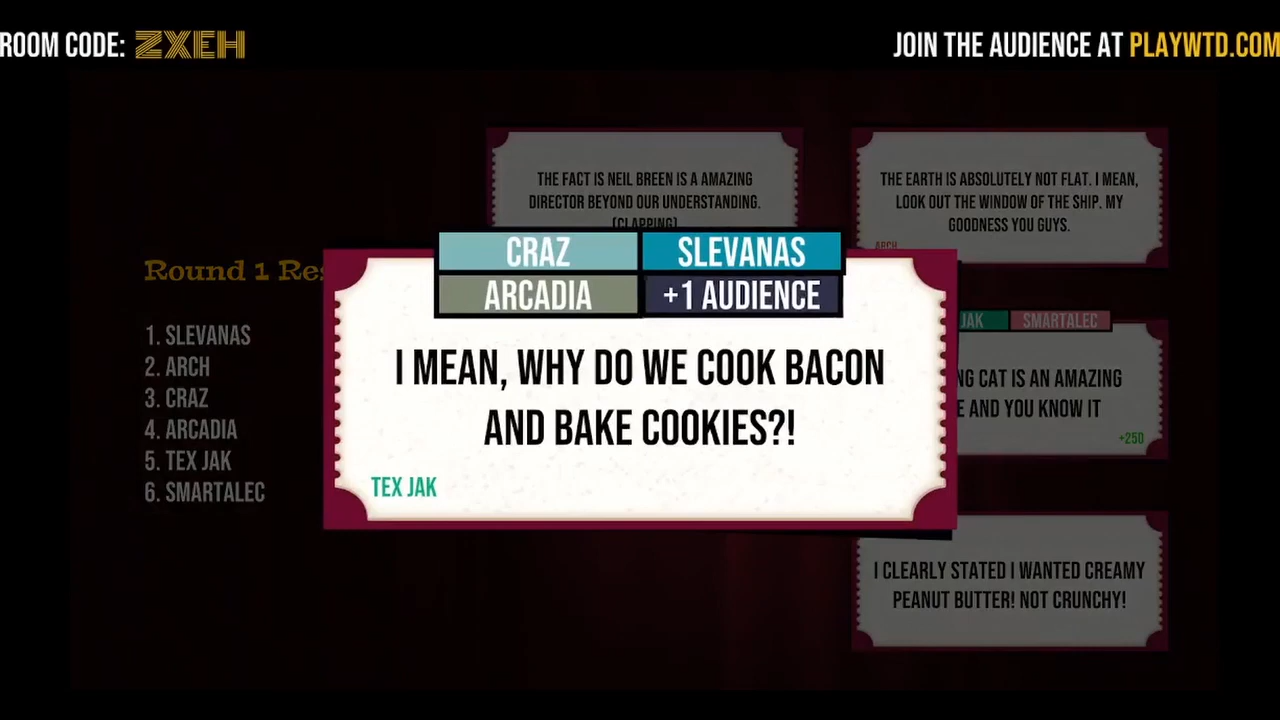 ROOM CODE: ZXEH
JOIN THE AUDIENCE AT PLAYWTD.COM
THE FACT IS NEIL BREEN IS A AMAZING
DIRECTOR BEYOND OUR UNDERSTANDING.
(CLAPPING)
THE EARTH IS ABSOLUTELY NOT FLAT. I MEAN,
LOOK OUT THE WINDOW OF THE SHIP. MY
GOODNESS YOU GUYS.
ARCH
CRAZ
SLEVANAS
ARCADIA
+1 AUDIENCE
Round 1 Res
1. SLEVANAS
2. ARCH
3. CRAZ
4. ARCADIA
5. TEX JAK
6. SMARTALEC
I MEAN, WHY DO WE COOK BACON
AND BAKE COOKIES?!
TEX JAK
JAK
SMARTALEC
NG CAT IS AN AMAZING
E AND YOU KNOW IT
+250
I CLEARLY STATED I WANTED CREAMY
PEANUT BUTTER! NOT CRUNCHY!